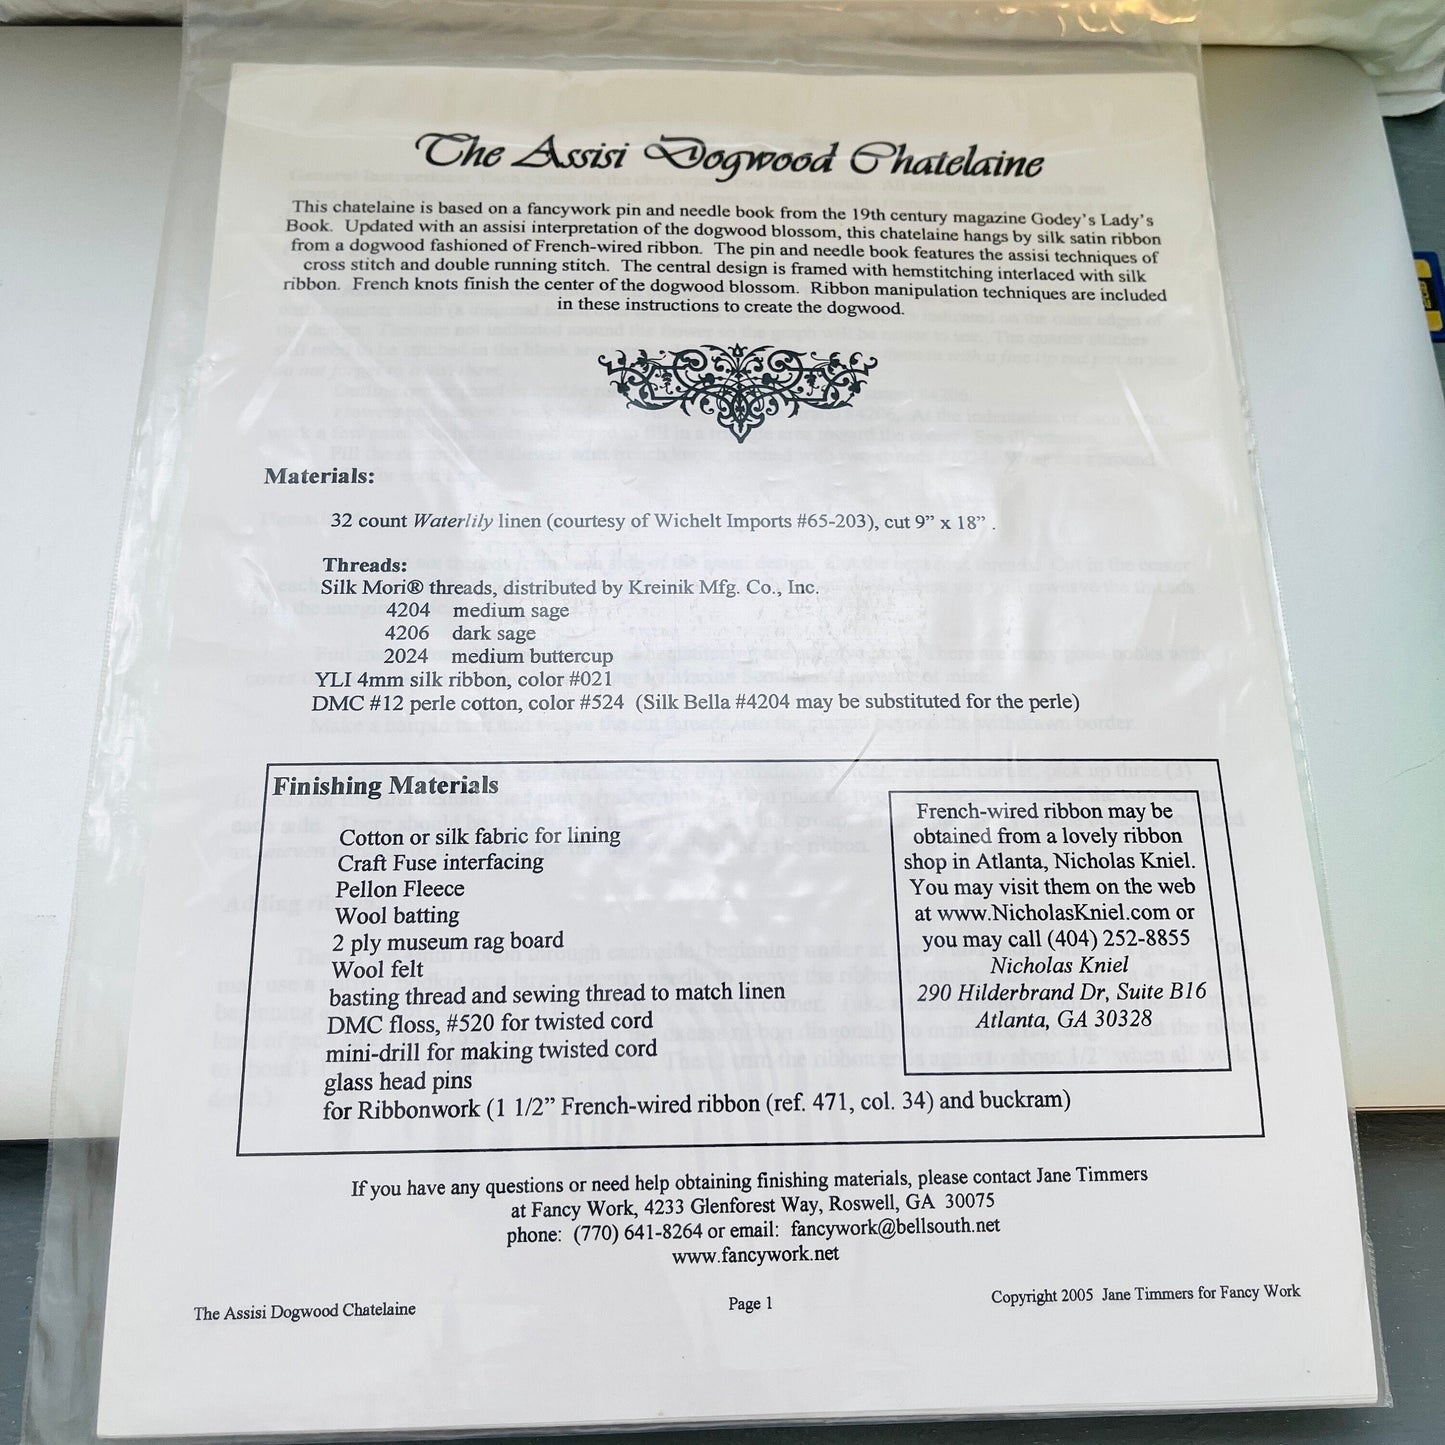 The Assisi Dogwood Chatelaine
This chatelaine is based on a fancywork pin and needle book from the 19th century magazine Godey's Lady's
Book. Updated with an assisi interpretation of the dogwood blossom, this chatelaine hangs by silk satin ribbon
from a dogwood fashioned of French-wired ribbon. The pin and needle book features the assisi techniques of
cross stitch and double running stitch. The central design is framed with hemstitching interlaced with silk
ribbon. French knots finish the center of the dogwood blossom. Ribbon manipulation techniques are included
in these instructions to create the dogwood.
Materials:
32 count Waterlily linen (courtesy of Wichelt Imports #65-203), cut 9” x 18” .
Threads:
Silk Mori® threads, distributed by Kreinik Mfg. Co., Inc.
4204 medium sage
4206 dark sage
2024 medium buttercup
YLI 4mm silk ribbon, color #021
DMC #12 perle cotton, color #524 (Silk Bella #4204 may be substituted for the perle)
Finishing Materials
Cotton or silk fabric for lining
Craft Fuse interfacing
Pellon Fleece
Wool batting
2 ply museum rag board
Wool felt
basting thread and sewing thread to match linen
DMC floss, #520 for twisted cord
mini-drill for making twisted cord
glass head pins
for Ribbonwork (1 1/2” French-wired ribbon (ref. 471, col. 34) and buckram)
French-wired ribbon may be
obtained from a lovely ribbon
shop in Atlanta, Nicholas Kniel.
You may visit them on the web
at www.NicholasKniel.com or
you may call (404) 252-8855
Nicholas Kniel
290 Hilderbrand Dr, Suite B16
Atlanta, GA 30328
If you have any questions or need help obtaining finishing materials, please contact Jane Timmers
at Fancy Work, 4233 Glenforest Way, Roswell, GA 30075
phone: (770) 641-8264 or email: fancywork@bellsouth.net
www.fancywork.net
The Assisi Dogwood Chatelaine
Page 1
Copyright 2005 Jane Timmers for Fancy Work